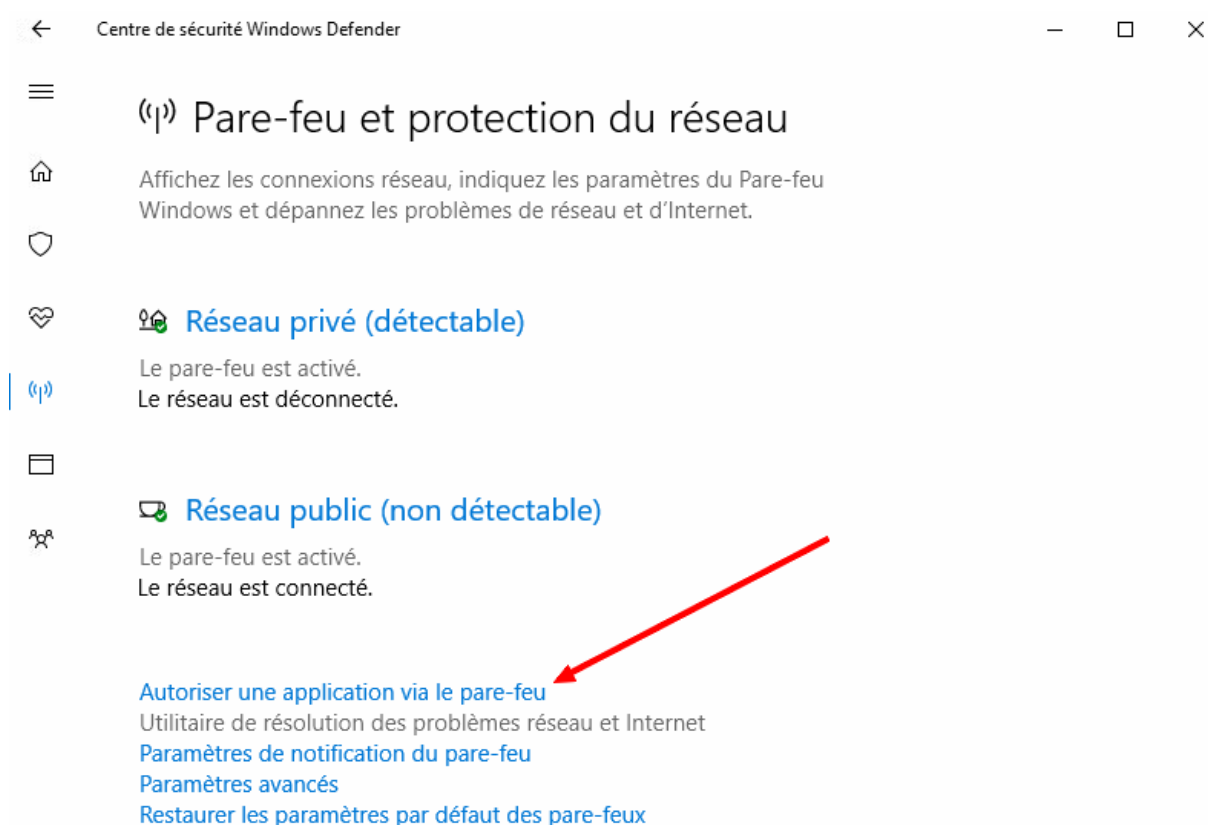 Centre de sécurité Windows Defender
Pare-feu et protection du réseau
Affichez les connexions réseau, indiquez les paramètres du Pare-feu
Windows et dépannez les problèmes de réseau et d’Internet.
Réseau privé (détectable)
Le pare-feu est activé.
Le réseau est déconnecté.
Réseau public (non détectable)
Le pare-feu est activé.
Le réseau est connecté.
Autoriser une application via le pare-feu
Utilitaire de résolution des problèmes réseau et Internet
Paramètres de notification du pare-feu
Paramètres avancés
Restaurer les paramètres par défaut des pare-feux